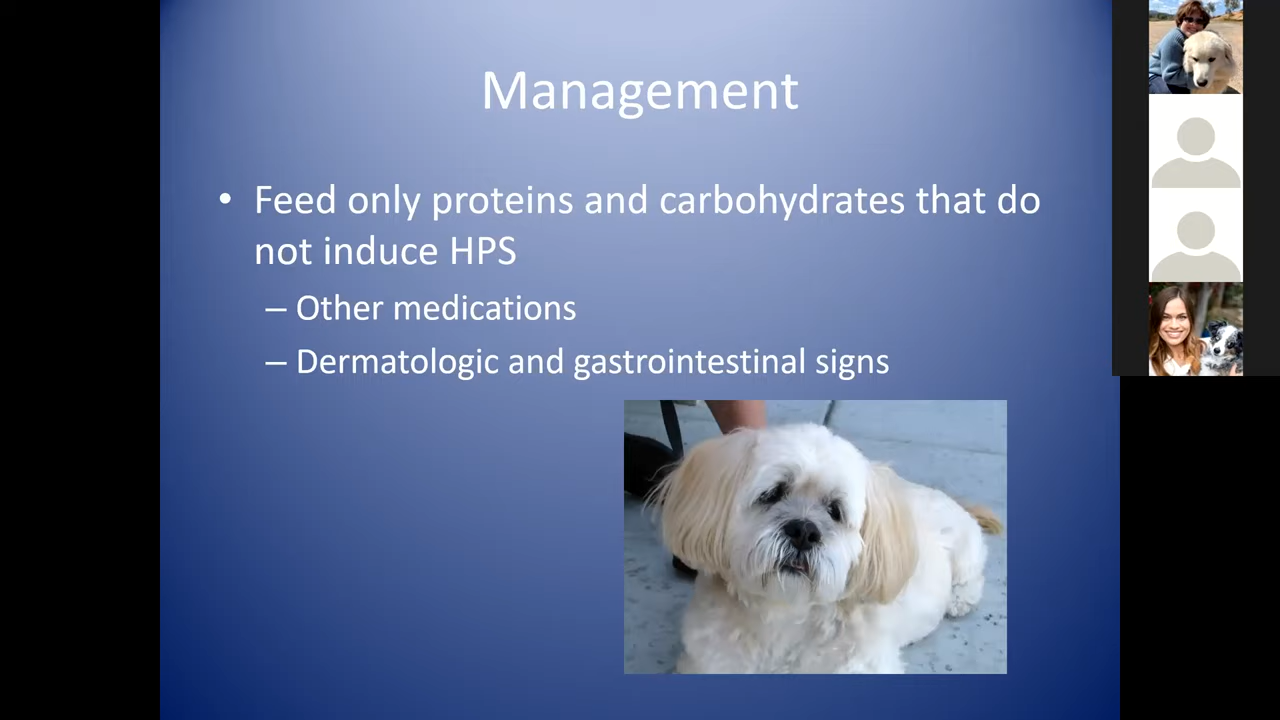 Management
• Feed only proteins and carbohydrates that do
not induce HPS
– Other medications
– Dermatologic and gastrointestinal signs